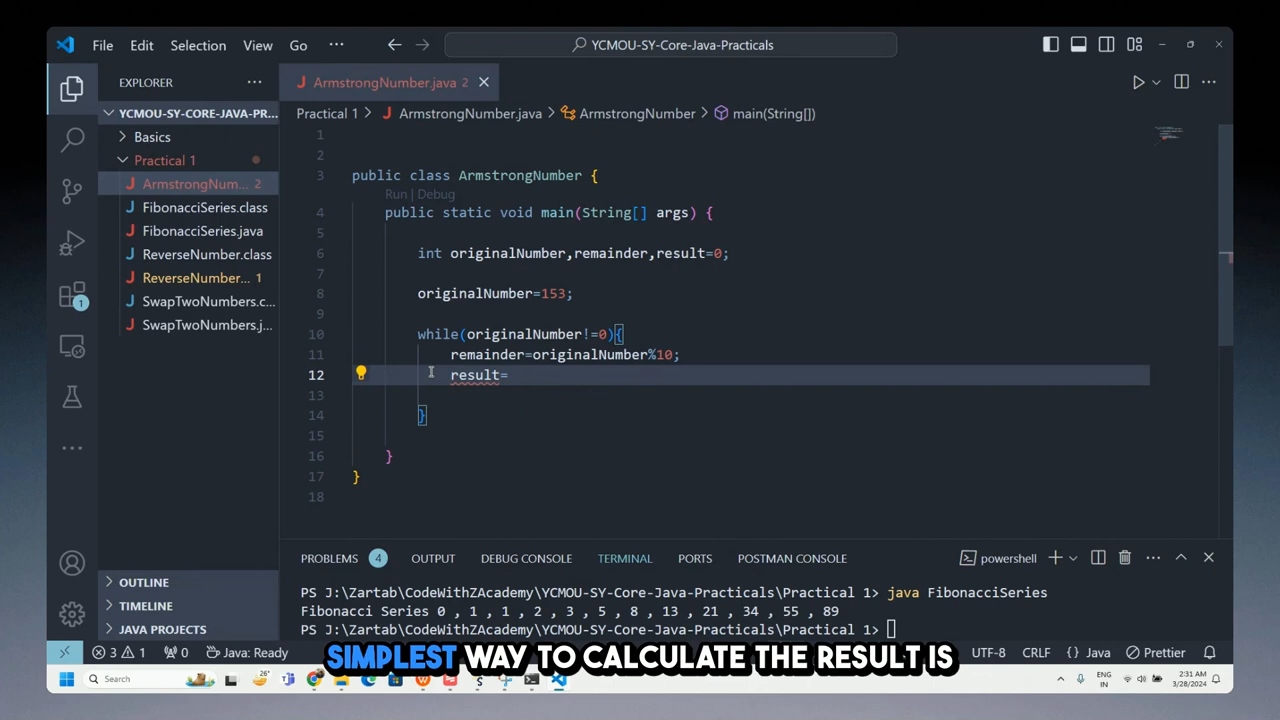 File Edit Selection View Go ··· YCMOU-SY-Core-Java-Practicals
EXPLORER ···
YCMOU-SY-CORE-JAVA-PR...
Basics
Practical 1
ArmstrongNum... 2
FibonacciSeries.class
FibonacciSeries.java
ReverseNumber.class
ReverseNumber... 1
SwapTwoNumbers.c...
SwapTwoNumbers.j...
OUTLINE
TIMELINE
JAVA PROJECTS
1
ArmstrongNumber.java 2
Practical 1 > ArmstrongNumber.java > ArmstrongNumber > main(String[])
1
2
3 public class ArmstrongNumber {
Run | Debug
4 public static void main(String[] args) {
5
6 int originalNumber,remainder,result=0;
7
8 originalNumber=153;
9
10 while(originalNumber!=0){
11 remainder=originalNumber%10;
12 result=
13
14 }
15
16 }
17 }
18
PROBLEMS 4 OUTPUT DEBUG CONSOLE TERMINAL PORTS POSTMAN CONSOLE powershell
PS J:\Zartab\CodeWithZAcademy\YCMOU-SY-Core-Java-Practicals\Practical 1> java FibonacciSeries
Fibonacci Series 0 , 1 , 1 , 2 , 3 , 5 , 8 , 13 , 21 , 34 , 55 , 89
PS J:\Zartab\CodeWithZAcademy\YCMOU-SY-Core-Java-Practicals\Practical 1>
3 1 0 Java: Ready UTF-8 CRLF {} Java Prettier
SIMPLEST WAY TO CALCULATE THE RESULT IS
Search 26° ENG IN 2:31 AM 3/28/2024